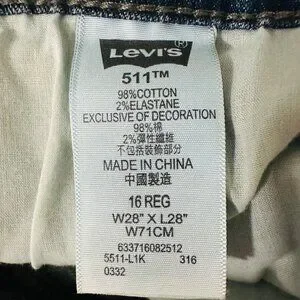 Levi's®
511™
98%COTTON
2%ELASTANE
EXCLUSIVE OF DECORATION
98%棉
2%彈性纖維
不包括裝飾部分
MADE IN CHINA
中國製造
16 REG
W28" X L28"
W71CM
633716082512
5511-L1K 316
0332